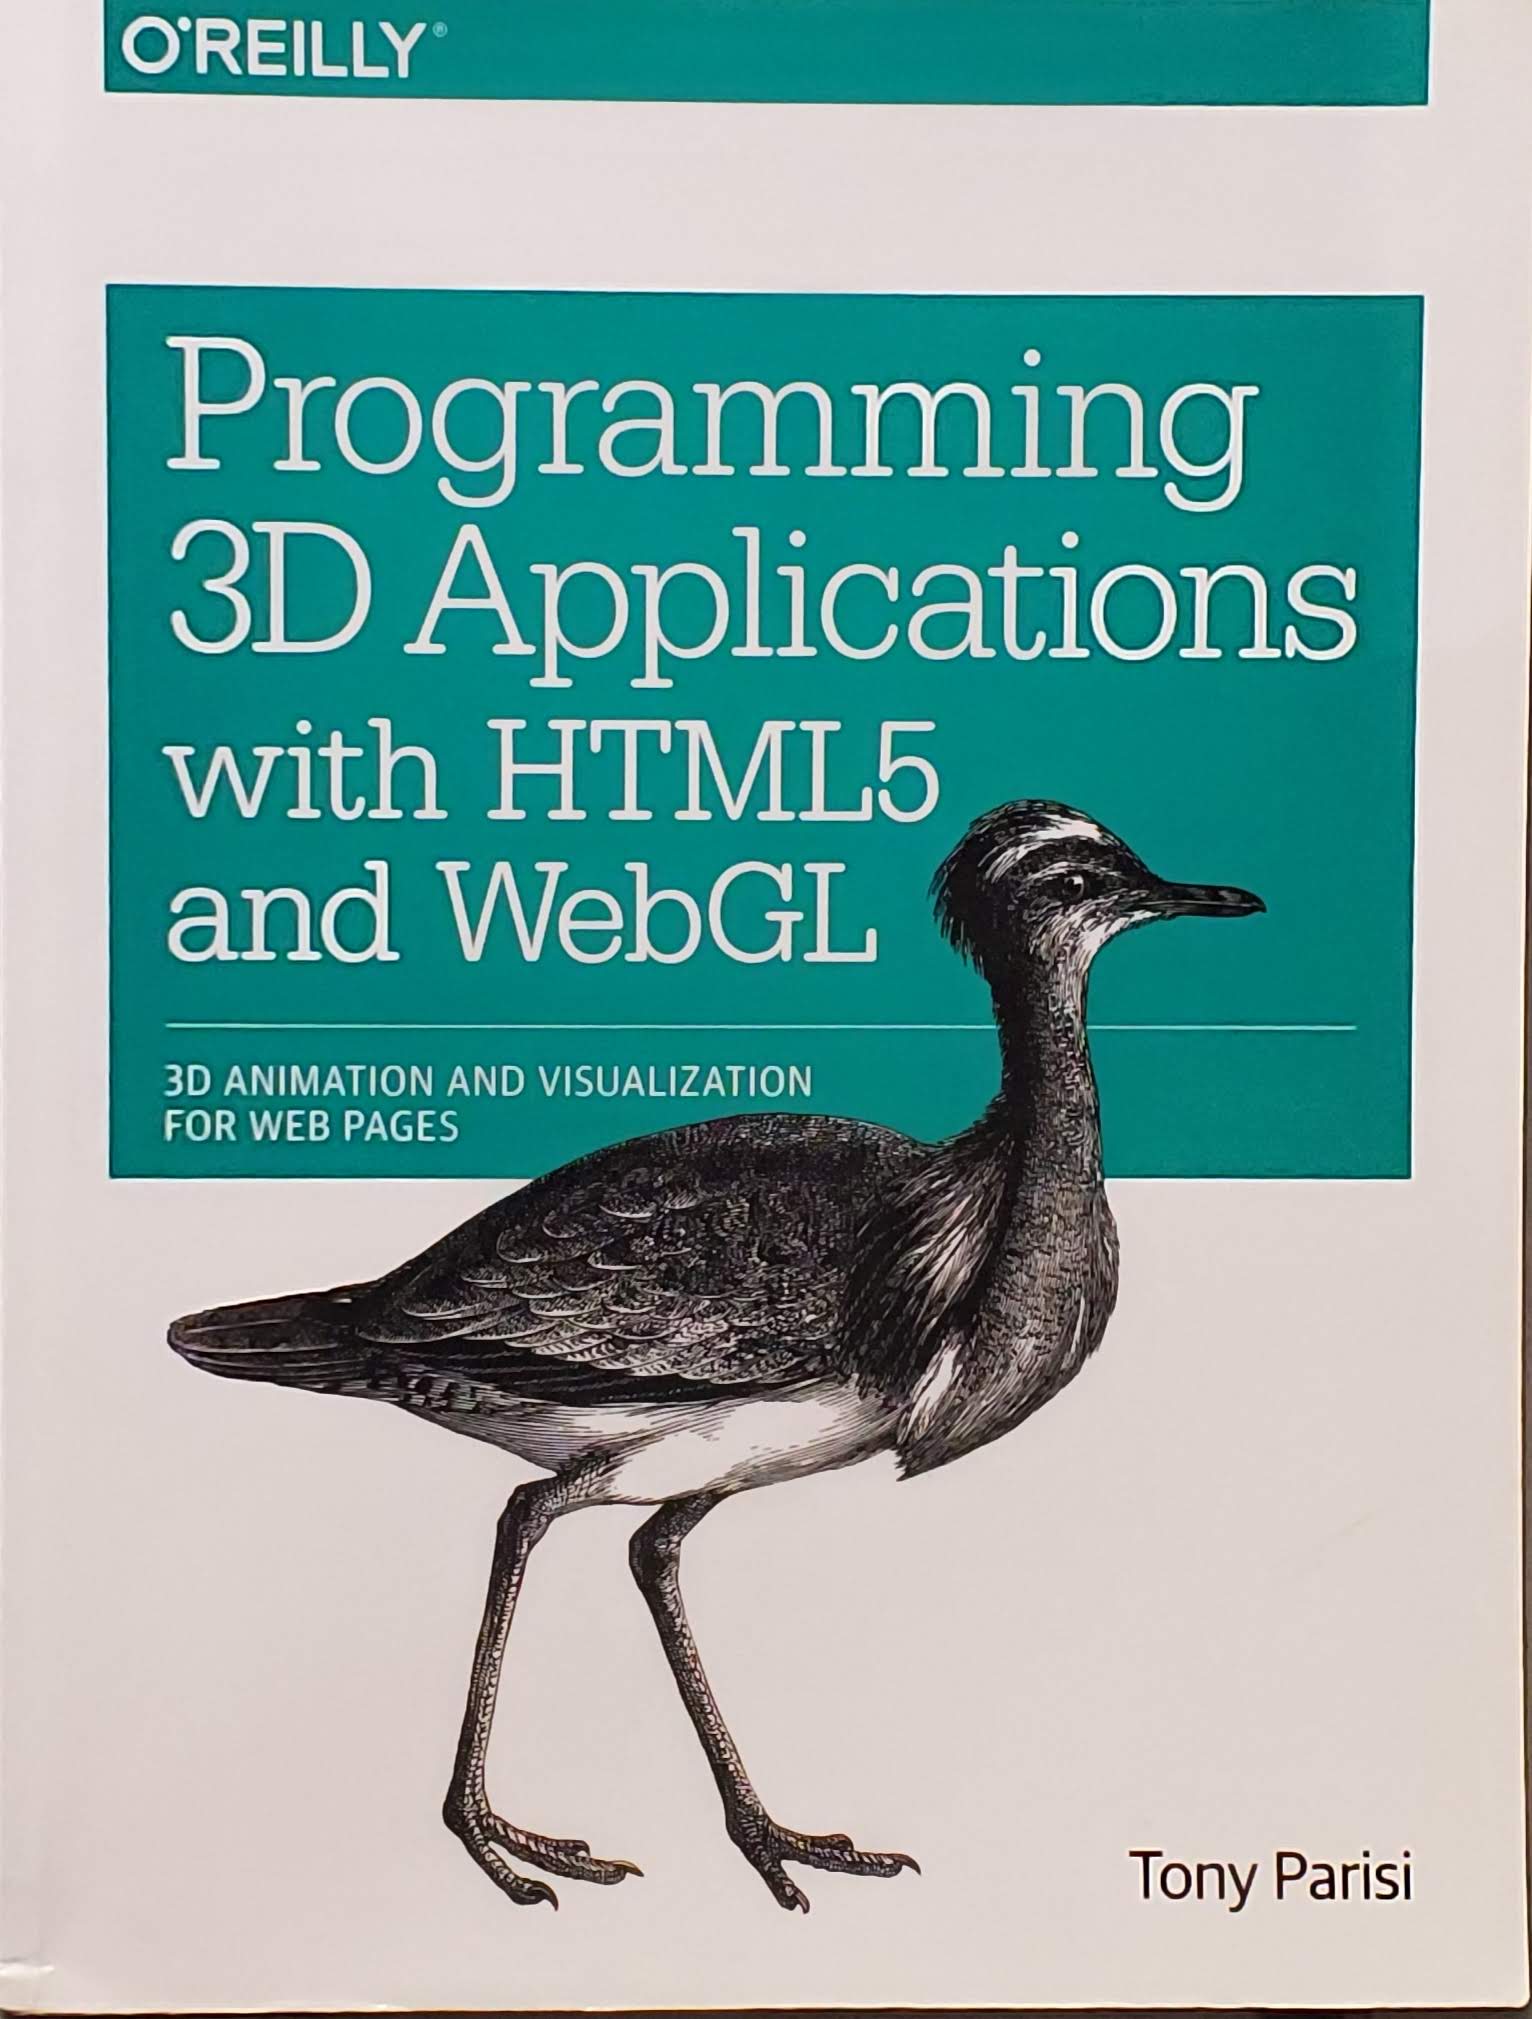 O'REILLY®
Programming
3D Applications
with HTML5
and WebGL
3D ANIMATION AND VISUALIZATION
FOR WEB PAGES
Tony Parisi